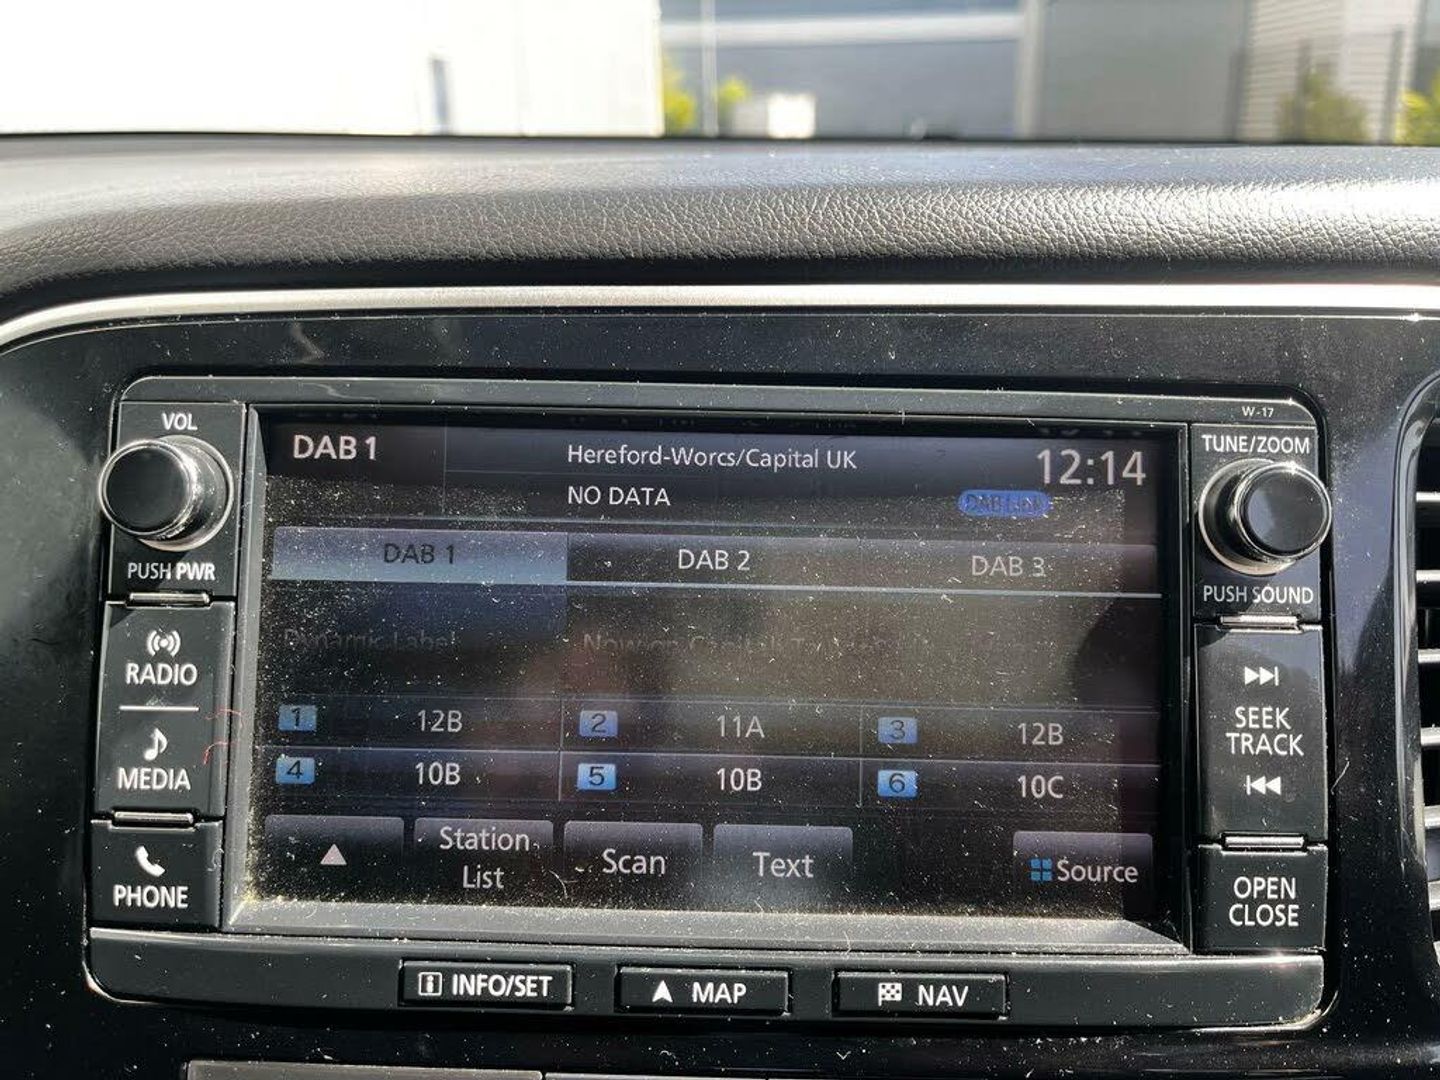 W-17
VOL
PUSH PWR
RADIO
MEDIA
PHONE
DAB 1
Hereford-Worcs/Capital UK
12:14
NO DATA
DAB Link
DAB 1
DAB 2
DAB 3
Dynamic Label
1 12B
2 11A
3 12B
4 10B
5 10B
6 10C
Station
List
Scan
Text
Source
TUNE/ZOOM
PUSH SOUND
SEEK
TRACK
OPEN
CLOSE
INFO/SET
MAP
NAV